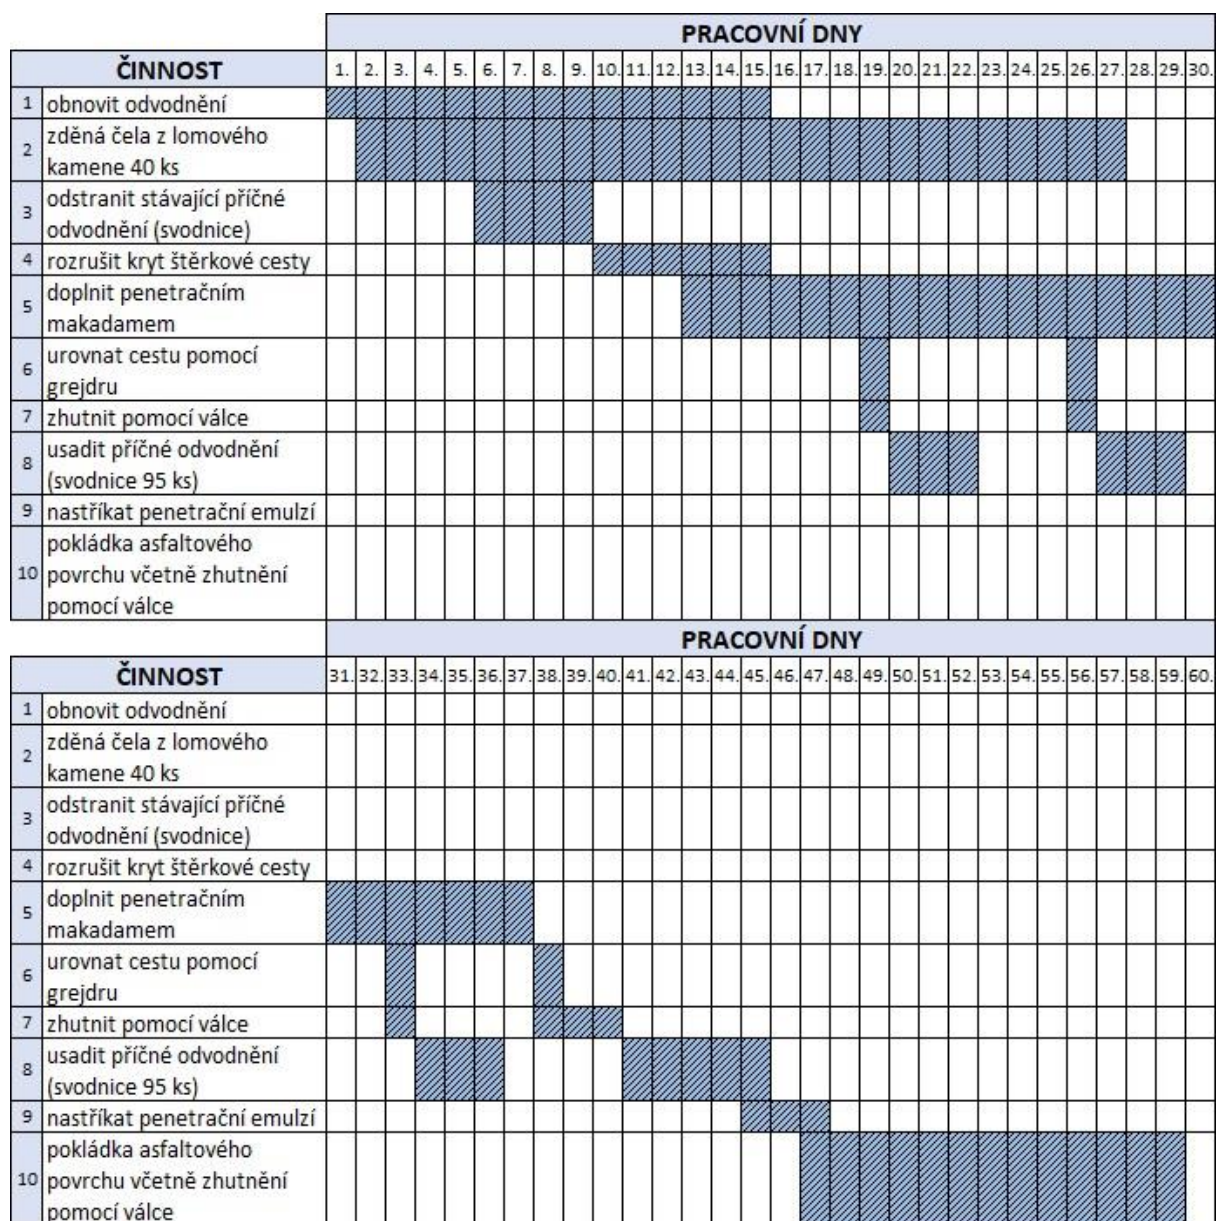 PRACOVNÍ DNY
ČINNOST 1. 2. 3. 4. 5. 6. 7. 8. 9. 10. 11. 12. 13. 14. 15. 16. 17. 18. 19. 20. 21. 22. 23. 24. 25. 26. 27. 28. 29. 30.
1 obnovit odvodnění
2 zděná čela z lomového
kamene 40 ks
3 odstranit stávající příčné
odvodnění (svodnice)
4 rozrušit kryt štěrkové cesty
5 doplnit penetračním
makadamem
6 urovnat cestu pomocí
grejdru
7 zhutnit pomocí válce
8 usadit příčné odvodnění
(svodnice 95 ks)
9 nastříkat penetrační emulzí
pokládka asfaltového
10 povrchu včetně zhutnění
pomocí válce
PRACOVNÍ DNY
ČINNOST 31. 32. 33. 34. 35. 36. 37. 38. 39. 40. 41. 42. 43. 44. 45. 46. 47. 48. 49. 50. 51. 52. 53. 54. 55. 56. 57. 58. 59. 60.
1 obnovit odvodnění
2 zděná čela z lomového
kamene 40 ks
3 odstranit stávající příčné
odvodnění (svodnice)
4 rozrušit kryt štěrkové cesty
5 doplnit penetračním
makadamem
6 urovnat cestu pomocí
grejdru
7 zhutnit pomocí válce
8 usadit příčné odvodnění
(svodnice 95 ks)
9 nastříkat penetrační emulzí
pokládka asfaltového
10 povrchu včetně zhutnění
pomocí válce